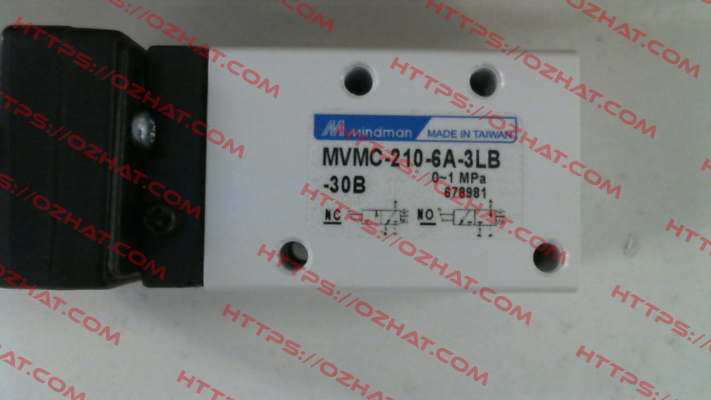 Mindman MADE IN TAIWAN
MVMC-210-6A-3LB
-30B 0~1 MPa
678981
NC NO
HTTPS://OZHAT.COM